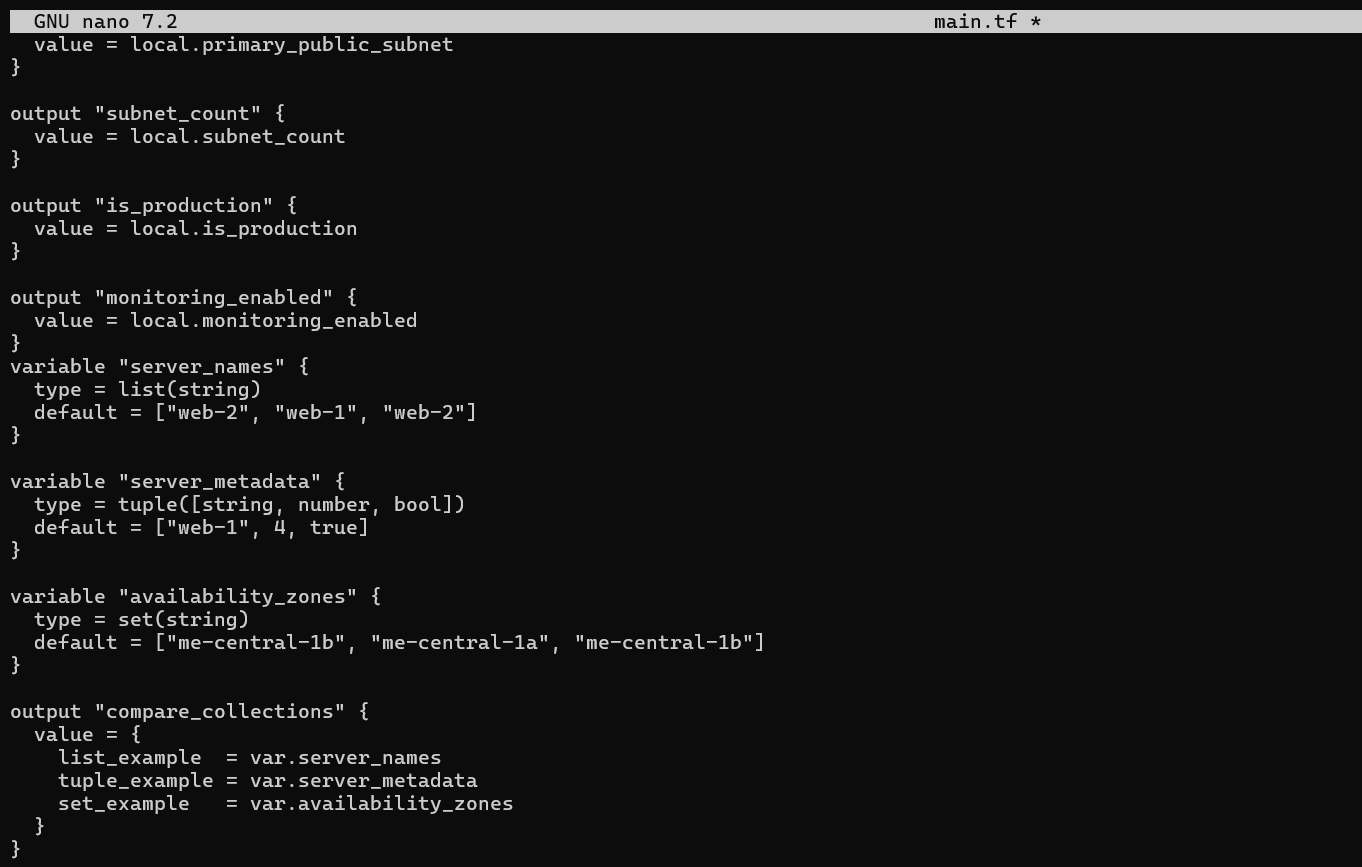 GNU nano 7.2 main.tf *
  value = local.primary_public_subnet
}

output "subnet_count" {
  value = local.subnet_count
}

output "is_production" {
  value = local.is_production
}

output "monitoring_enabled" {
  value = local.monitoring_enabled
}
variable "server_names" {
  type = list(string)
  default = ["web-2", "web-1", "web-2"]
}

variable "server_metadata" {
  type = tuple([string, number, bool])
  default = ["web-1", 4, true]
}

variable "availability_zones" {
  type = set(string)
  default = ["me-central-1b", "me-central-1a", "me-central-1b"]
}

output "compare_collections" {
  value = {
    list_example  = var.server_names
    tuple_example = var.server_metadata
    set_example   = var.availability_zones
  }
}